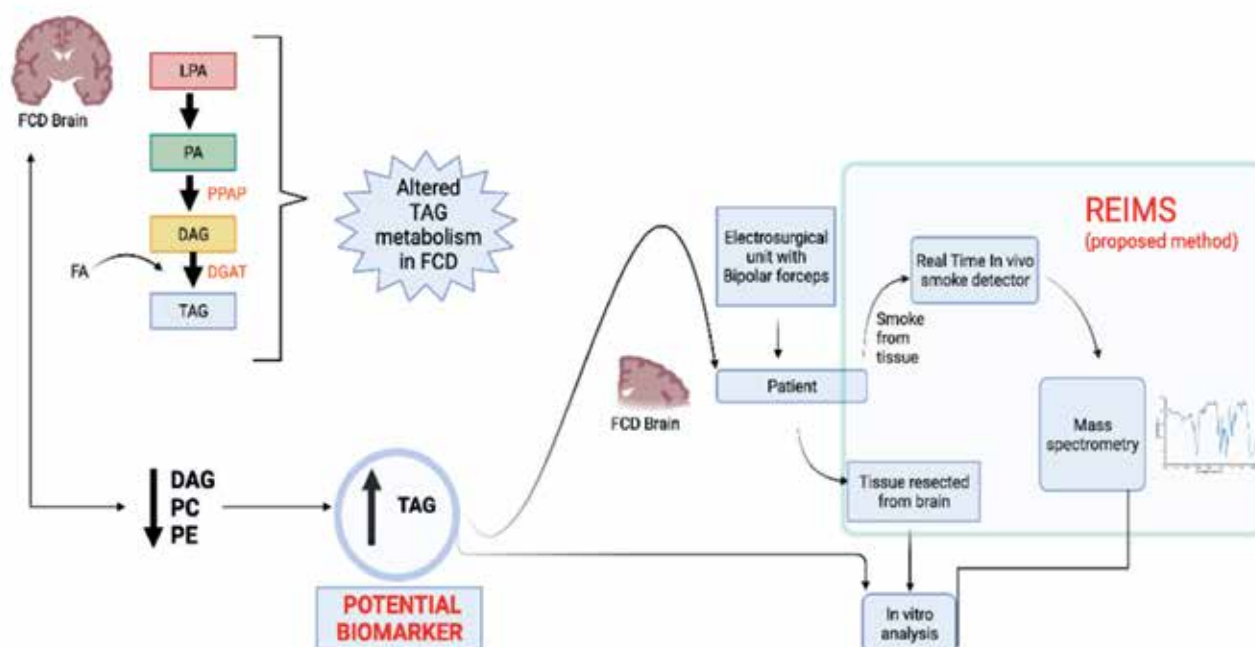 FCD Brain
LPA
PA
PPAP
DAG
FA
DGAT
TAG
Altered
TAG
metabolism
in FCD
DAG
PC
PE
TAG
POTENTIAL
BIOMARKER
FCD Brain
Electrosurgical
unit with
Bipolar forceps
Patient
Smoke
from
tissue
REIMS
(proposed method)
Real Time In vivo
smoke detector
Mass
spectrometry
Tissue resected
from brain
In vitro
analysis